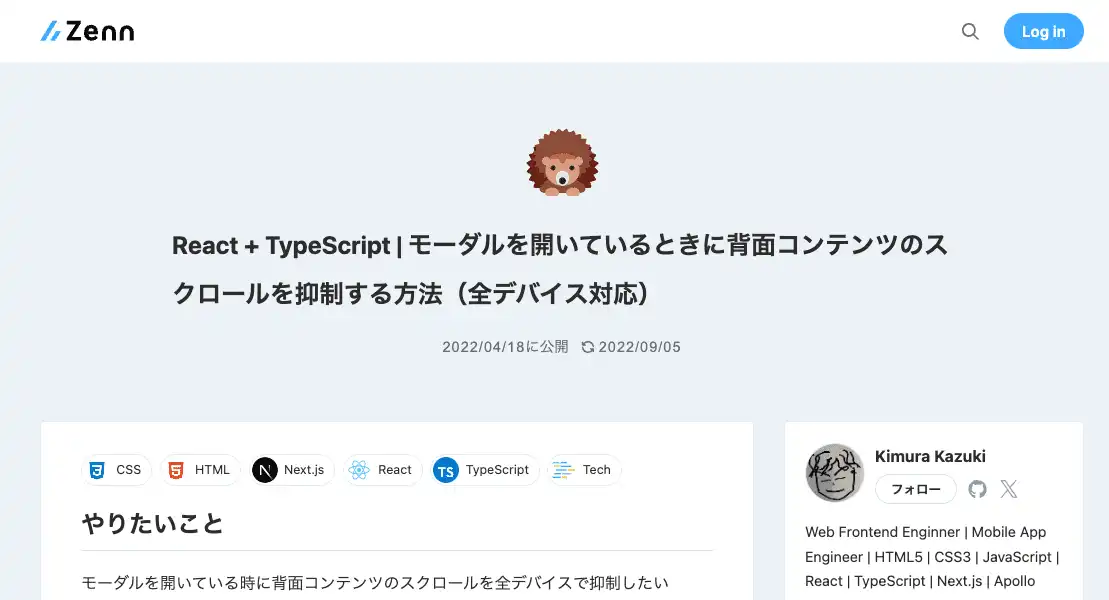 Zenn
Log in
React + TypeScript | モーダルを開いているときに背面コンテンツのス
クロールを抑制する方法（全デバイス対応）
2022/04/18に公開 2022/09/05
CSS HTML Next.js React TypeScript Tech
やりたいこと
モーダルを開いている時に背面コンテンツのスクロールを全デバイスで抑制したい
Kimura Kazuki
フォロー
Web Frontend Enginner | Mobile App
Engineer | HTML5 | CSS3 | JavaScript |
React | TypeScript | Next.js | Apollo